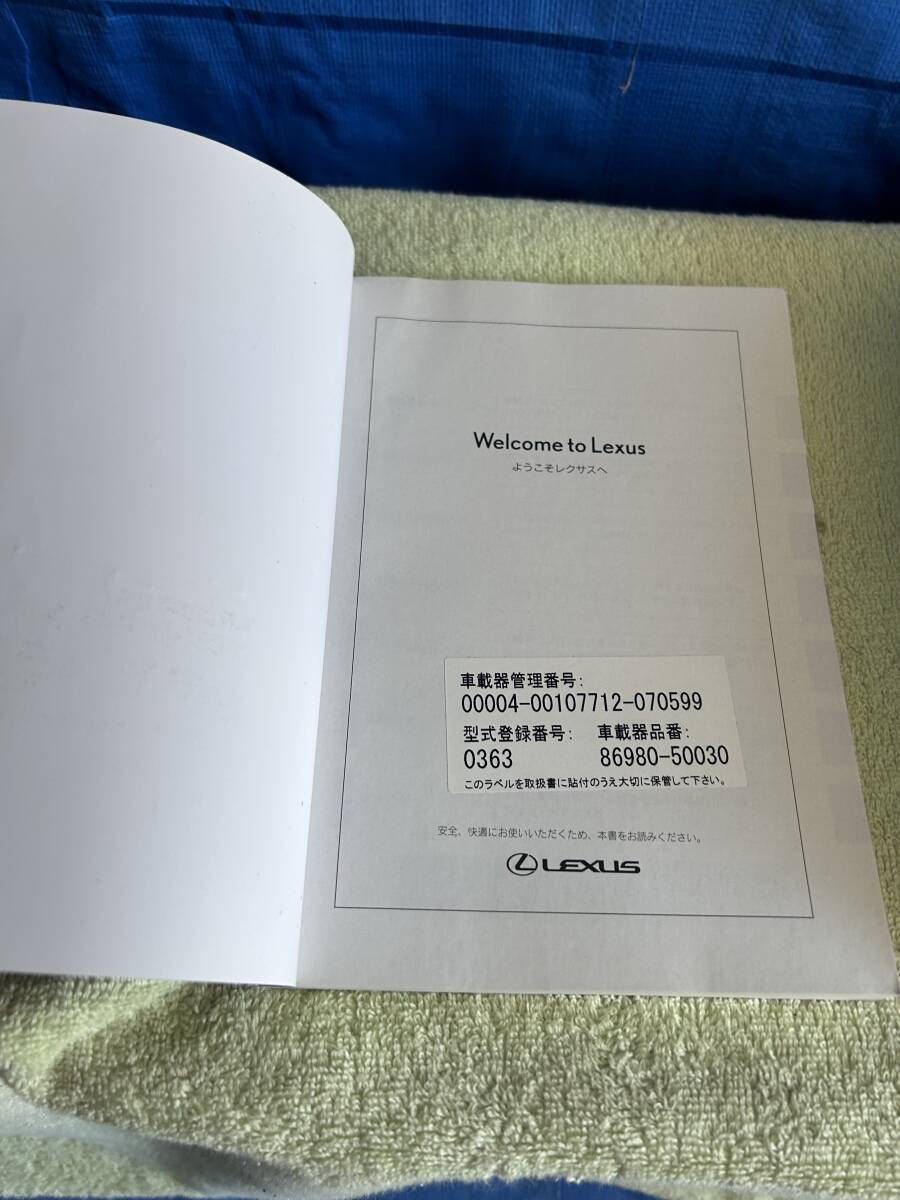 Welcome to Lexus
ようこそレクサスへ
車載器管理番号:
00004-00107712-070599
型式登録番号: 車載器品番:
0363 86980-50030
このラベルを取扱書に貼付のうえ大切に保管して下さい。
安全、快適にお使いいただくため、本書をお読みください。
LEXUS